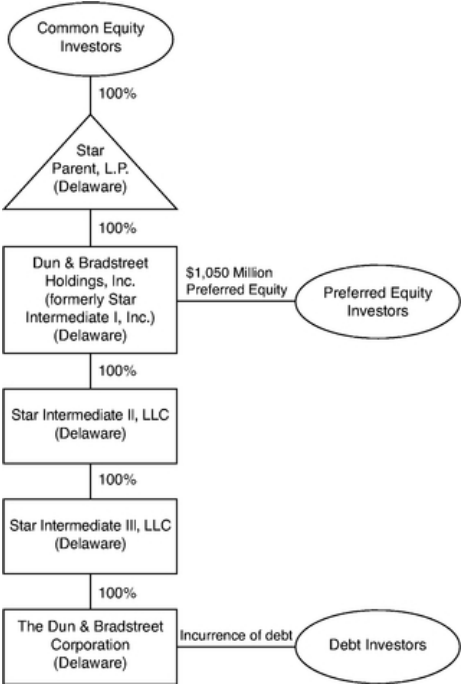 Common Equity
Investors
100%
Star
Parent, L.P.
(Delaware)
100%
Dun & Bradstreet
Holdings, Inc.
(formerly Star
Intermediate I, Inc.)
(Delaware)
$1,050 Million
Preferred Equity
Preferred Equity
Investors
100%
Star Intermediate II, LLC
(Delaware)
100%
Star Intermediate III, LLC
(Delaware)
100%
The Dun & Bradstreet
Corporation
(Delaware)
Incurrence of debt
Debt Investors